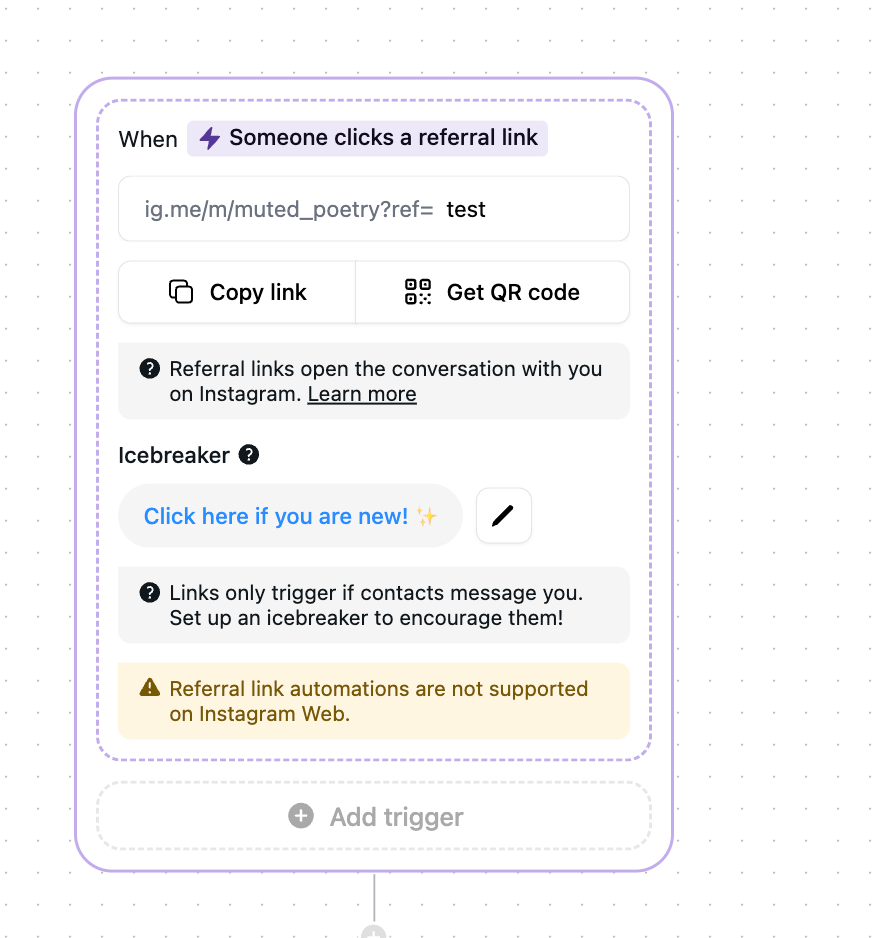 When Someone clicks a referral link
ig.me/m/muted_poetry?ref= test
Copy link
Get QR code
Referral links open the conversation with you
on Instagram. Learn more
Icebreaker
Click here if you are new! ✨
Links only trigger if contacts message you.
Set up an icebreaker to encourage them!
Referral link automations are not supported
on Instagram Web.
Add trigger